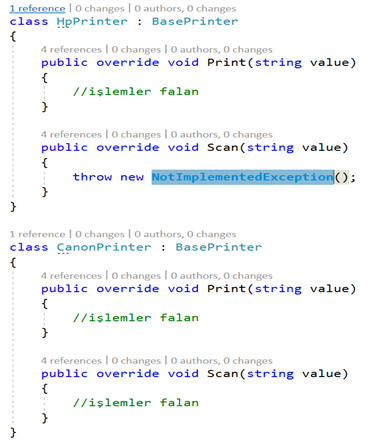 1 reference | 0 changes | 0 authors, 0 changes
class HpPrinter : BasePrinter
{
4 references | 0 changes | 0 authors, 0 changes
public override void Print(string value)
{
//işlemler falan
}
4 references | 0 changes | 0 authors, 0 changes
public override void Scan(string value)
{
throw new NotImplementedException();
}
}
1 reference | 0 changes | 0 authors, 0 changes
class CanonPrinter : BasePrinter
{
4 references | 0 changes | 0 authors, 0 changes
public override void Print(string value)
{
//işlemler falan
}
4 references | 0 changes | 0 authors, 0 changes
public override void Scan(string value)
{
//işlemler falan
}
}